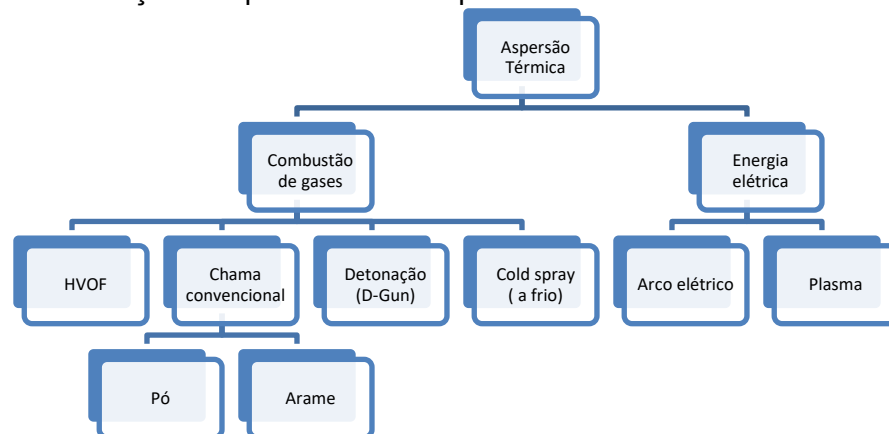 Aspersão
Térmica
Combustão
de gases
Energia
elétrica
HVOF
Chama
convencional
Detonação
(D-Gun)
Cold spray
( a frio)
Arco elétrico
Plasma
Pó
Arame